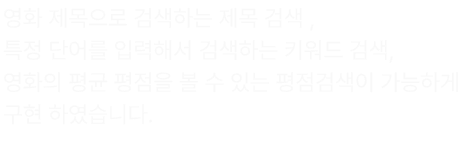 영화 제목으로 검색하는 제목 검색 ,
특정 단어를 입력해서 검색하는 키워드 검색,
영화의 평균 평점을 볼 수 있는 평점검색이 가능하게
구현 하였습니다.